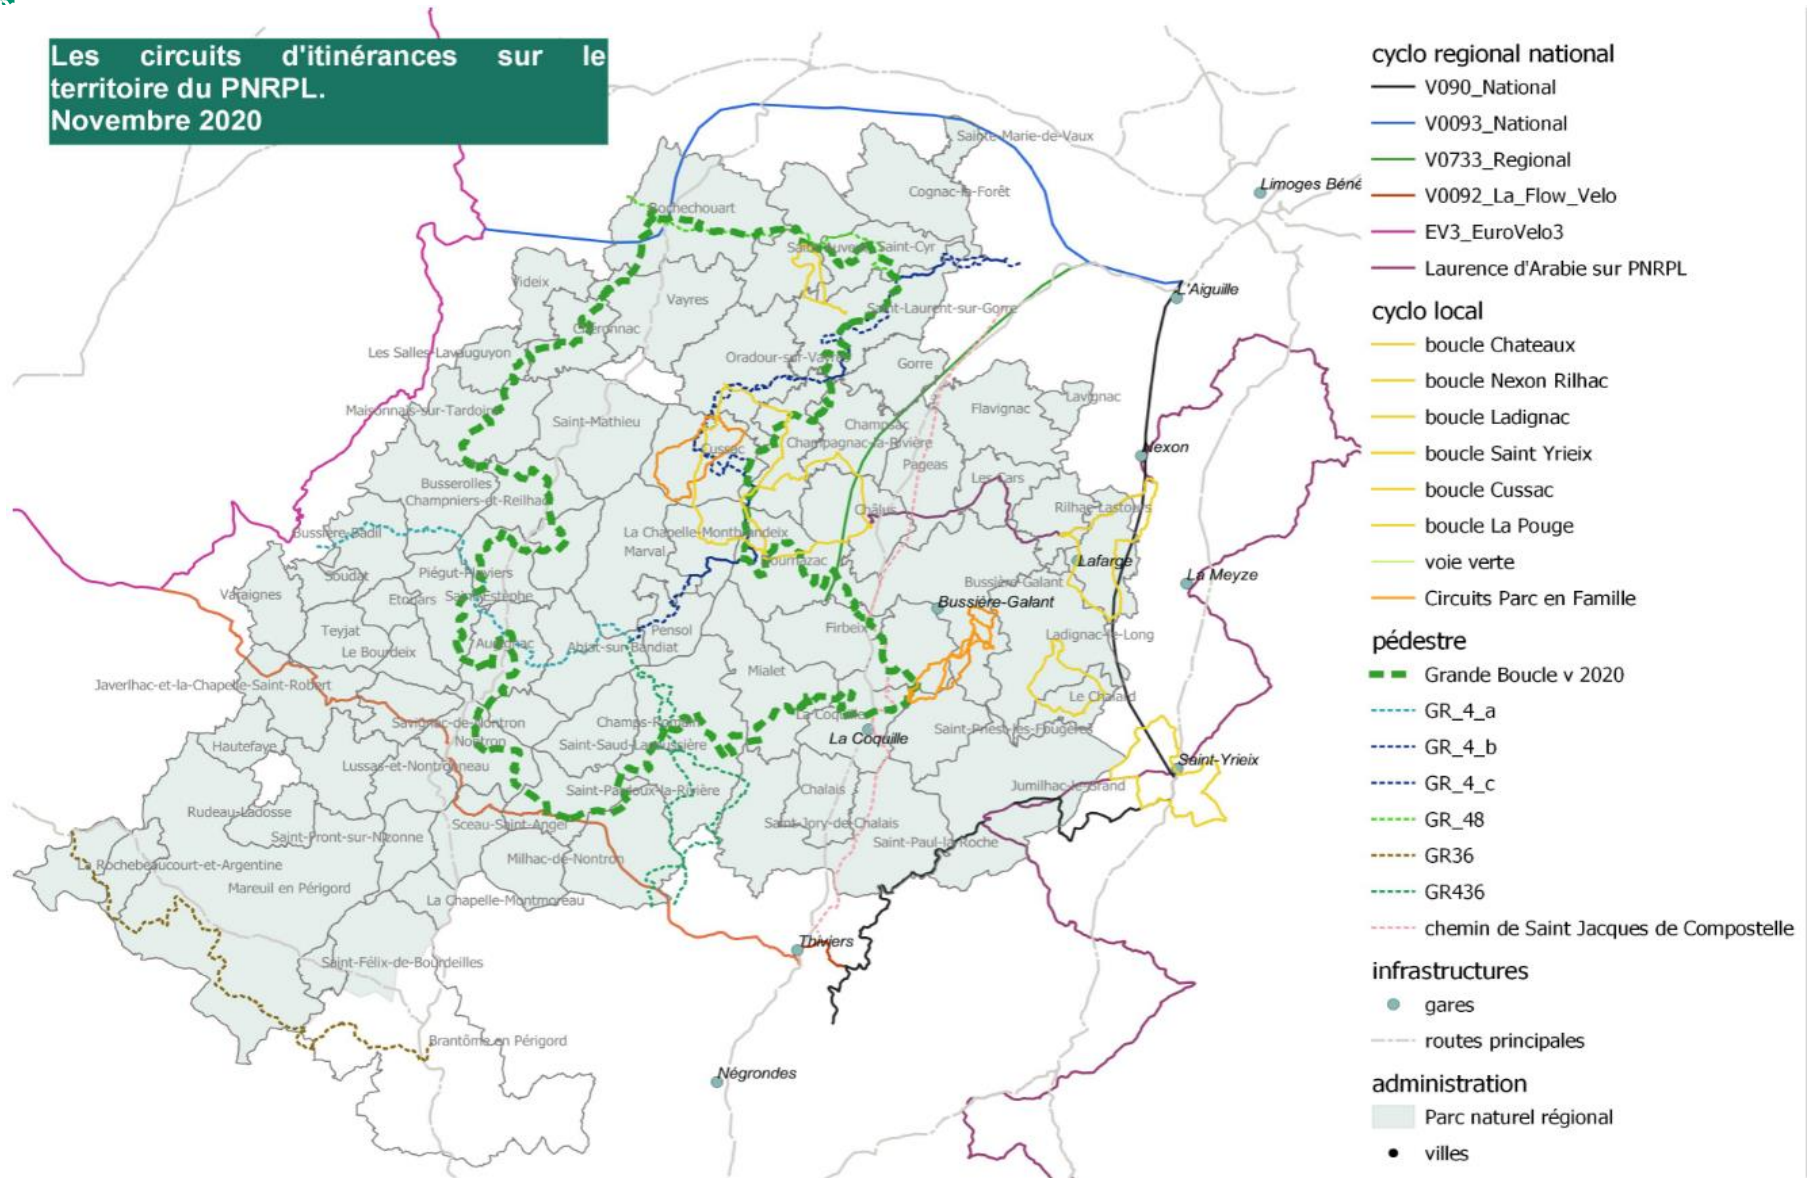 Les circuits d'itinérances sur le
territoire du PNRPL.
Novembre 2020
cyclo regional national
V090_National
V0093_National
V0733_Regional
V0092_La_Flow_Velo
EV3_EuroVelo3
Laurence d'Arabie sur PNRPL
cyclo local
boucle Chateaux
boucle Nexon Rilhac
boucle Ladignac
boucle Saint Yrieix
boucle Cussac
boucle La Pouge
voie verte
Circuits Parc en Famille
pédestre
Grande Boucle v 2020
GR_4_a
GR_4_b
GR_4_c
GR_48
GR36
GR436
chemin de Saint Jacques de Compostelle
infrastructures
gares
routes principales
administration
Parc naturel régional
villes
Sainte-Marie-de-Vaux
Limoges Béné
Cognac-la-Forêt
Rochechouart
Saint-Cyr
Videix
Vayres
L'Aiguille
Saint-Laurent-sur-Gorre
Chéronnac
Les Salles-Lavauguyon
Oradour-sur-Vayres
Gorre
Lavignac
Flavignac
Maisonnais-sur-Tardoire
Saint-Mathieu
Champsac
Champagnac-la-Rivière
Cussac
Nexon
Pageas
Les Cars
Busserolles
Champniers-et-Reilhac
Châlus
Rilhac-Lastours
Bussière-Badil
La Chapelle-Montbrandeix
Marval
Dournazac
Lafarge
Soudat
Piégut-Pluviers
La Meyze
Bussière-Galant
Varaignes
Etouars
Saint-Estèphe
Bussière-Galant
Teyjat
Pensol
Firbeix
Ladignac-le-Long
Le Bourdeix
Augignac
Abjat-sur-Bandiat
Mialet
Javerlhac-et-la-Chapelle-Saint-Robert
Le Chalard
Savignac-de-Nontron
Champs-Romain
La Coquille
Saint-Priest-les-Fougères
Hautefaye
Nontron
Saint-Saud-Lacoussière
La Coquille
Lussas-et-Nontronneau
Saint-Yrieix
Saint-Pardoux-la-Rivière
Chalais
Jumilhac-le-Grand
Rudeau-Ladosse
Sceau-Saint-Angel
Saint-Jory-de-Chalais
Saint-Front-sur-Nizonne
Saint-Paul-la-Roche
La Rochebeaucourt-et-Argentine
Milhac-de-Nontron
Mareuil en Périgord
La Chapelle-Montmoreau
Thiviers
Saint-Félix-de-Bourdeilles
Brantôme en Périgord
Négrondes